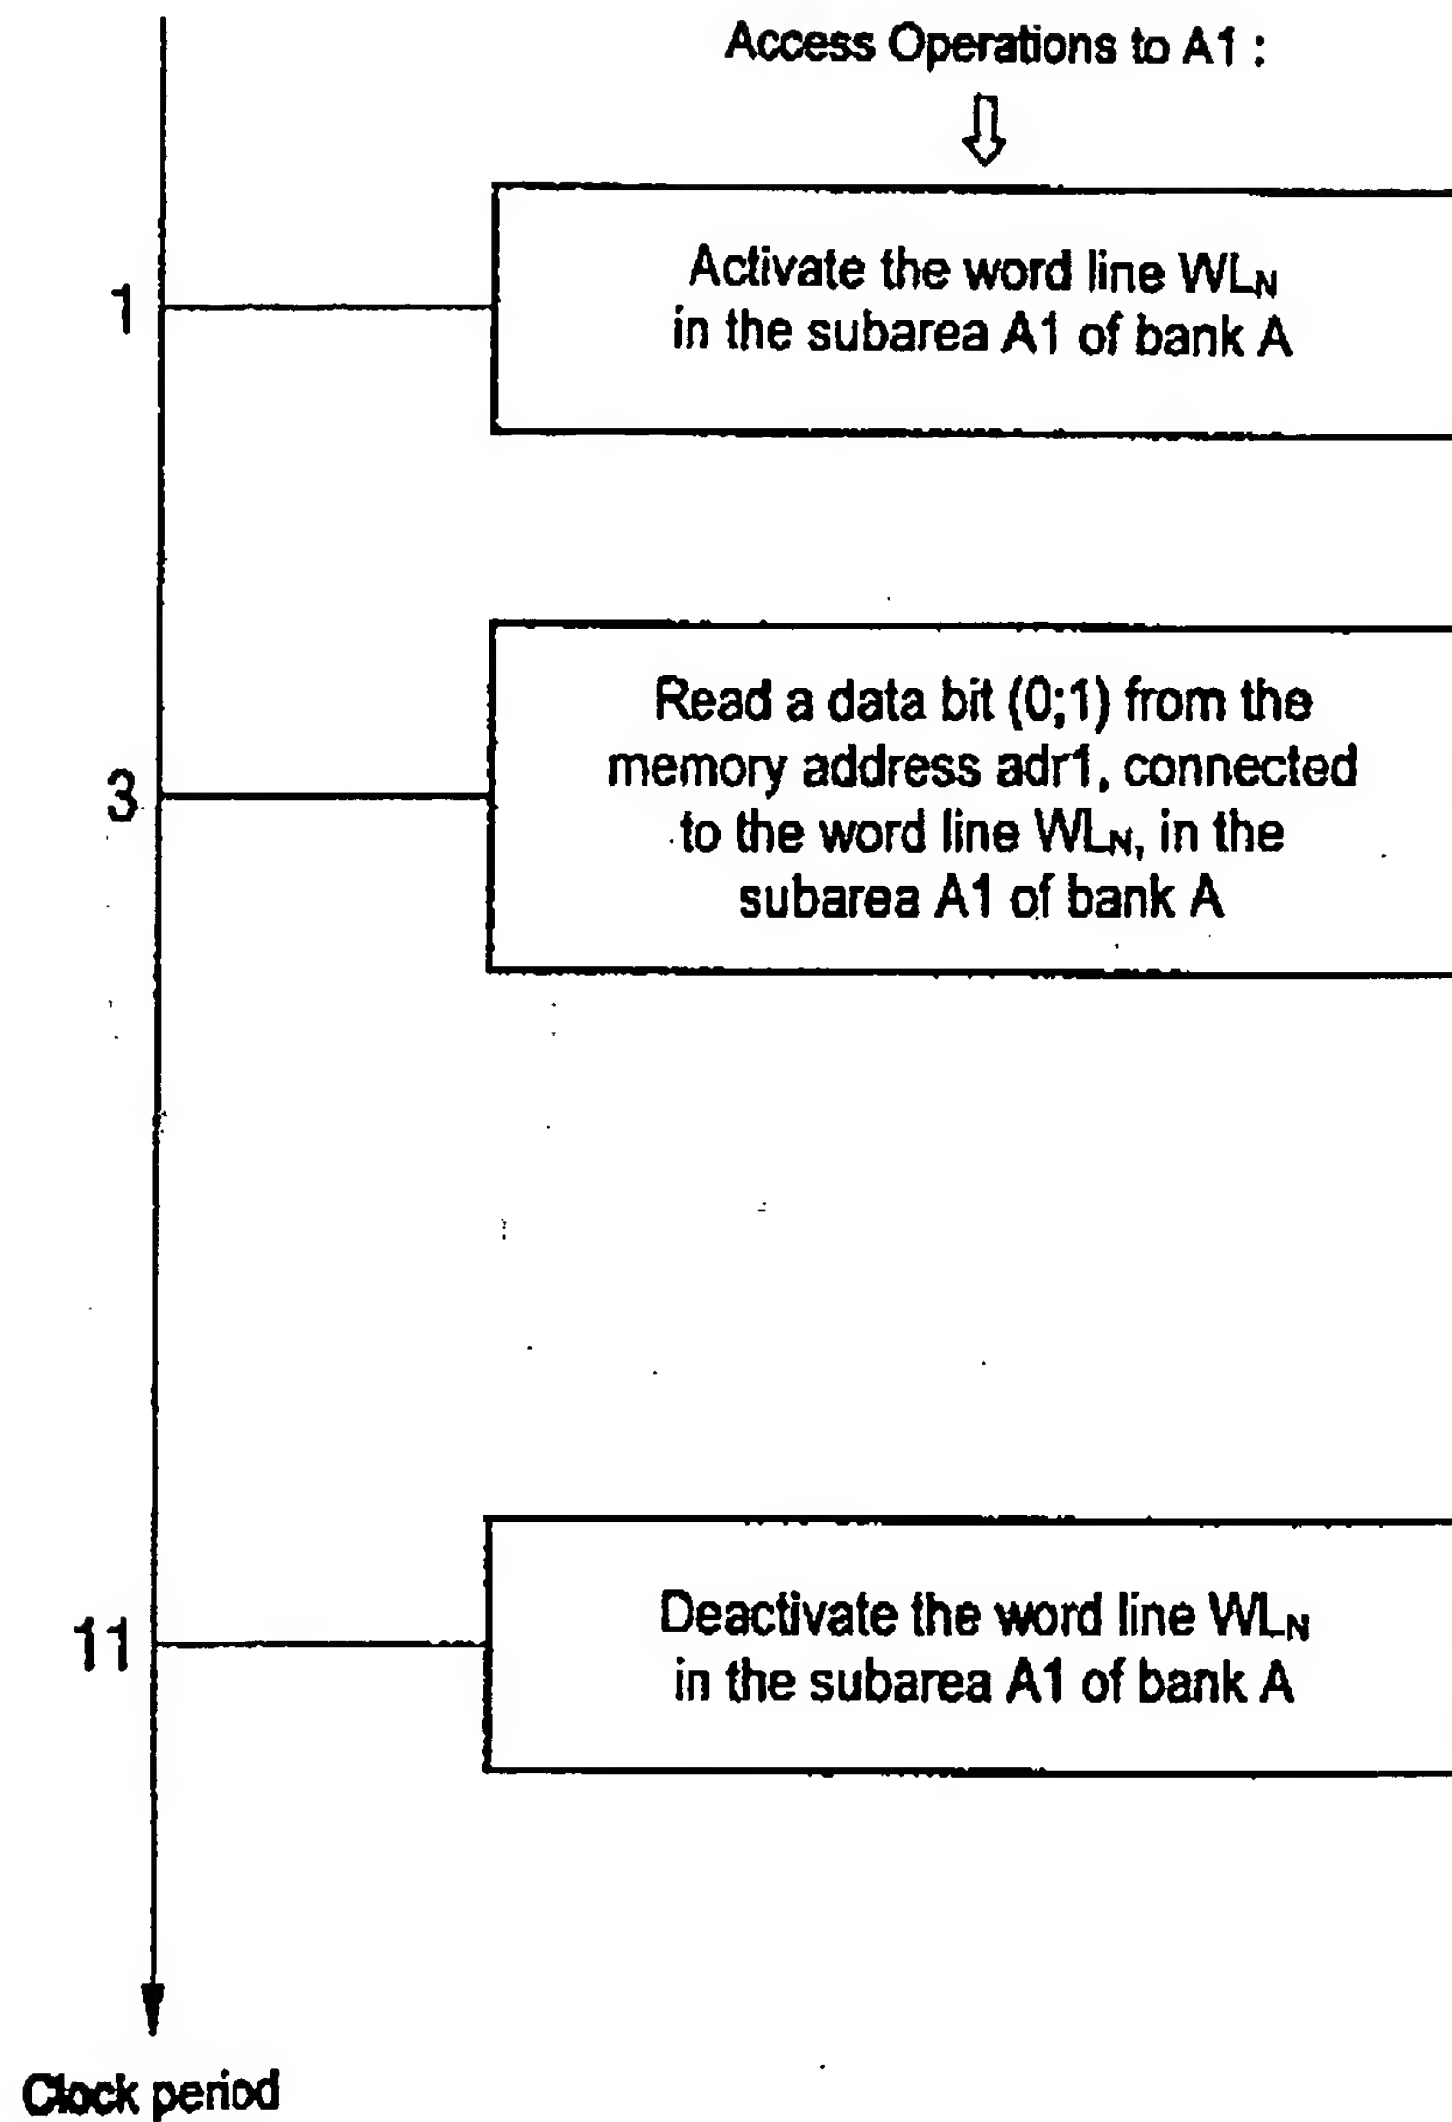 Access Operations to A1 :
1
Activate the word line WLN
in the subarea A1 of bank A
3
Read a data bit (0;1) from the
memory address adr1, connected
to the word line WLN, in the
subarea A1 of bank A
11
Deactivate the word line WLN
in the subarea A1 of bank A
Clock period